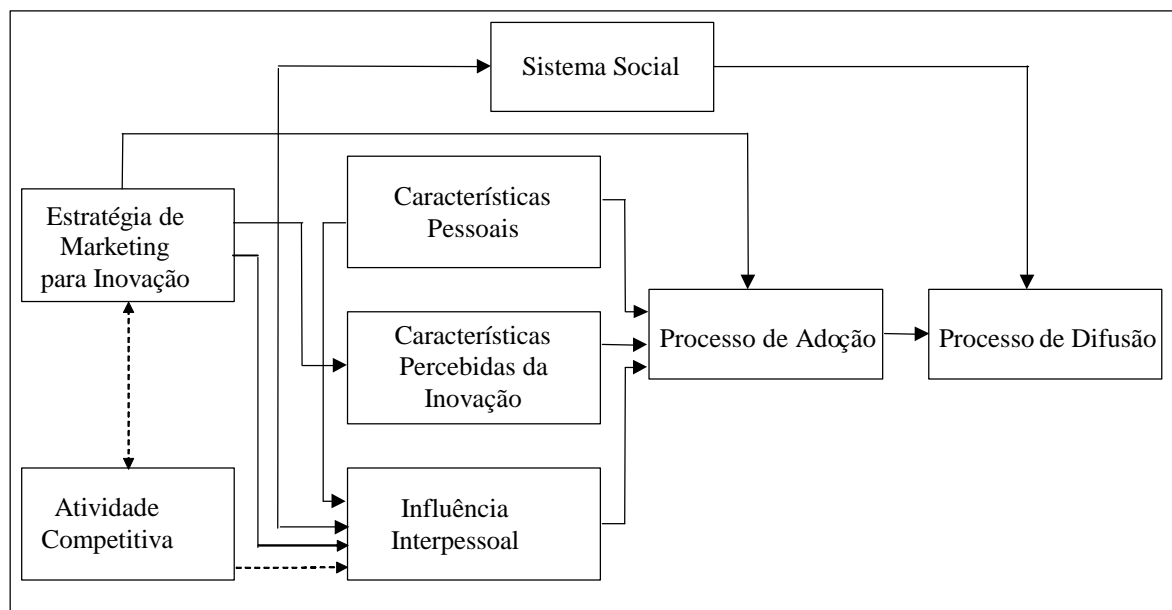 Sistema Social
Estratégia de
Marketing
para Inovação
Características
Pessoais
Características
Percebidas da
Inovação
Processo de Adoção
Processo de Difusão
Atividade
Competitiva
Influência
Interpessoal